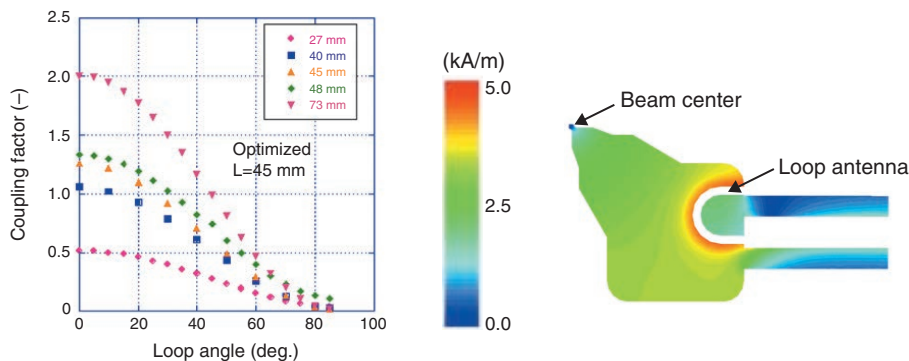 2.5
2.0
1.5
1.0
0.5
0
0
20
40
60
80
100
Coupling factor (–)
Loop angle (deg.)
27 mm
40 mm
45 mm
48 mm
73 mm
Optimized
L=45 mm
(kA/m)
5.0
2.5
0.0
Beam center
Loop antenna